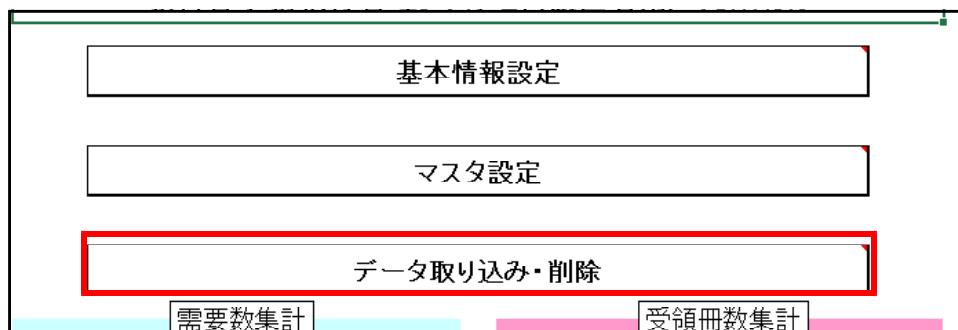 基本情報設定
マスタ設定
データ取り込み・削除
需要数集計
受領冊数集計